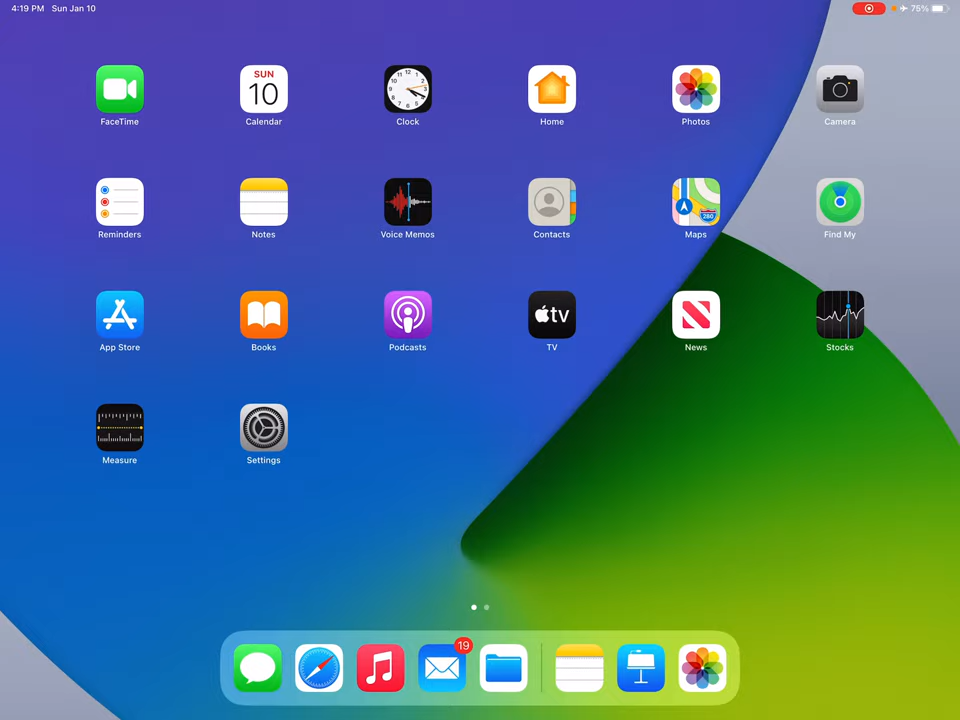 4:19 PM Sun Jan 10 75%
SUN
10
FaceTime Calendar Clock Home Photos Camera
280
Reminders Notes Voice Memos Contacts Maps Find My
tv
App Store Books Podcasts TV News Stocks
Measure Settings
19